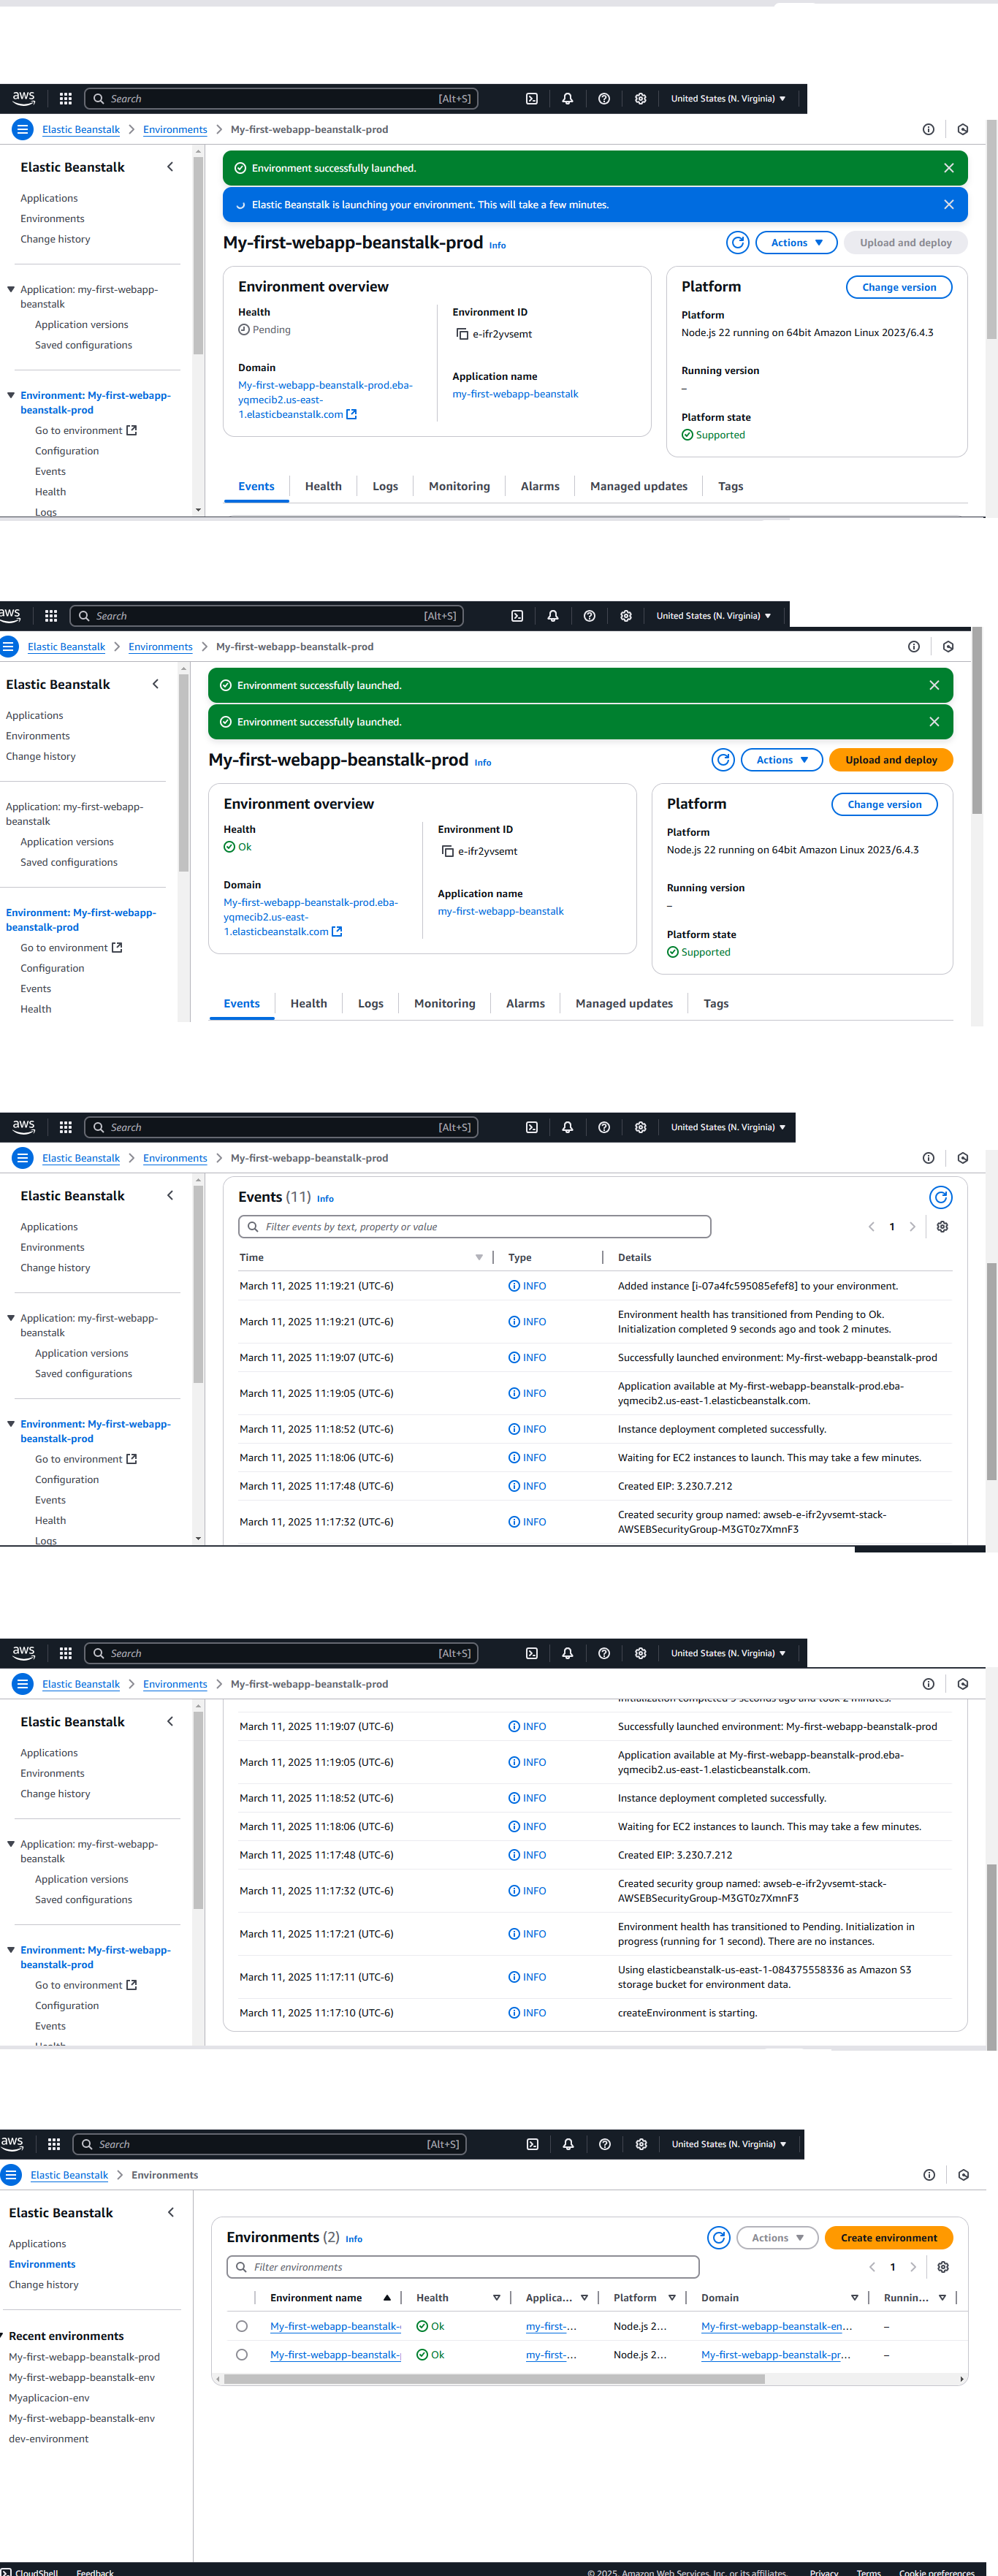 aws
Search
[Alt+S]
United States (N. Virginia)
Elastic Beanstalk
Environments
My-first-webapp-beanstalk-prod
Elastic Beanstalk
Applications
Environments
Change history
Application: my-first-webapp-
beanstalk
Application versions
Saved configurations
Environment: My-first-webapp-
beanstalk-prod
Go to environment
Configuration
Events
Health
Logs
Environment successfully launched.
Elastic Beanstalk is launching your environment. This will take a few minutes.
My-first-webapp-beanstalk-prod Info
Actions
Upload and deploy
Environment overview
Health
Pending
Domain
My-first-webapp-beanstalk-prod.eba-
yqmecib2.us-east-
1.elasticbeanstalk.com
Environment ID
e-ifr2yvsemt
Application name
my-first-webapp-beanstalk
Platform
Change version
Platform
Node.js 22 running on 64bit Amazon Linux 2023/6.4.3
Running version
–
Platform state
Supported
Events
Health
Logs
Monitoring
Alarms
Managed updates
Tags
aws
Search
[Alt+S]
United States (N. Virginia)
Elastic Beanstalk
Environments
My-first-webapp-beanstalk-prod
Elastic Beanstalk
Applications
Environments
Change history
Application: my-first-webapp-
beanstalk
Application versions
Saved configurations
Environment: My-first-webapp-
beanstalk-prod
Go to environment
Configuration
Events
Health
Environment successfully launched.
Environment successfully launched.
My-first-webapp-beanstalk-prod Info
Actions
Upload and deploy
Environment overview
Health
Ok
Domain
My-first-webapp-beanstalk-prod.eba-
yqmecib2.us-east-
1.elasticbeanstalk.com
Environment ID
e-ifr2yvsemt
Application name
my-first-webapp-beanstalk
Platform
Change version
Platform
Node.js 22 running on 64bit Amazon Linux 2023/6.4.3
Running version
–
Platform state
Supported
Events
Health
Logs
Monitoring
Alarms
Managed updates
Tags
aws
Search
[Alt+S]
United States (N. Virginia)
Elastic Beanstalk
Environments
My-first-webapp-beanstalk-prod
Elastic Beanstalk
Applications
Environments
Change history
Application: my-first-webapp-
beanstalk
Application versions
Saved configurations
Environment: My-first-webapp-
beanstalk-prod
Go to environment
Configuration
Events
Health
Logs
Events (11) Info
Filter events by text, property or value
1
Time Type Details
March 11, 2025 11:19:21 (UTC-6) INFO Added instance [i-07a4fc595085efef8] to your environment.
March 11, 2025 11:19:21 (UTC-6) INFO Environment health has transitioned from Pending to Ok.
Initialization completed 9 seconds ago and took 2 minutes.
March 11, 2025 11:19:07 (UTC-6) INFO Successfully launched environment: My-first-webapp-beanstalk-prod
March 11, 2025 11:19:05 (UTC-6) INFO Application available at My-first-webapp-beanstalk-prod.eba-
yqmecib2.us-east-1.elasticbeanstalk.com.
March 11, 2025 11:18:52 (UTC-6) INFO Instance deployment completed successfully.
March 11, 2025 11:18:06 (UTC-6) INFO Waiting for EC2 instances to launch. This may take a few minutes.
March 11, 2025 11:17:48 (UTC-6) INFO Created EIP: 3.230.7.212
March 11, 2025 11:17:32 (UTC-6) INFO Created security group named: awseb-e-ifr2yvsemt-stack-
AWSEBSecurityGroup-M3GT0z7XmnF3
aws
Search
[Alt+S]
United States (N. Virginia)
Elastic Beanstalk
Environments
My-first-webapp-beanstalk-prod
Elastic Beanstalk
Applications
Environments
Change history
Application: my-first-webapp-
beanstalk
Application versions
Saved configurations
Environment: My-first-webapp-
beanstalk-prod
Go to environment
Configuration
Events
Health
Initialization completed 9 seconds ago and took 2 minutes.
March 11, 2025 11:19:07 (UTC-6) INFO Successfully launched environment: My-first-webapp-beanstalk-prod
March 11, 2025 11:19:05 (UTC-6) INFO Application available at My-first-webapp-beanstalk-prod.eba-
yqmecib2.us-east-1.elasticbeanstalk.com.
March 11, 2025 11:18:52 (UTC-6) INFO Instance deployment completed successfully.
March 11, 2025 11:18:06 (UTC-6) INFO Waiting for EC2 instances to launch. This may take a few minutes.
March 11, 2025 11:17:48 (UTC-6) INFO Created EIP: 3.230.7.212
March 11, 2025 11:17:32 (UTC-6) INFO Created security group named: awseb-e-ifr2yvsemt-stack-
AWSEBSecurityGroup-M3GT0z7XmnF3
March 11, 2025 11:17:21 (UTC-6) INFO Environment health has transitioned to Pending. Initialization in
progress (running for 1 second). There are no instances.
March 11, 2025 11:17:11 (UTC-6) INFO Using elasticbeanstalk-us-east-1-084375558336 as Amazon S3
storage bucket for environment data.
March 11, 2025 11:17:10 (UTC-6) INFO createEnvironment is starting.
aws
Search
[Alt+S]
United States (N. Virginia)
Elastic Beanstalk
Environments
Elastic Beanstalk
Applications
Environments
Change history
Recent environments
My-first-webapp-beanstalk-prod
My-first-webapp-beanstalk-env
Myaplicacion-env
My-first-webapp-beanstalk-env
dev-environment
Environments (2) Info
Actions
Create environment
Filter environments
1
Environment name Health Applica... Platform Domain Runnin...
My-first-webapp-beanstalk- Ok my-first-... Node.js 2... My-first-webapp-beanstalk-en... –
My-first-webapp-beanstalk- Ok my-first-... Node.js 2... My-first-webapp-beanstalk-pr... –
CloudShell Feedback
© 2025, Amazon Web Services, Inc. or its affiliates. Privacy Terms Cookie preferences